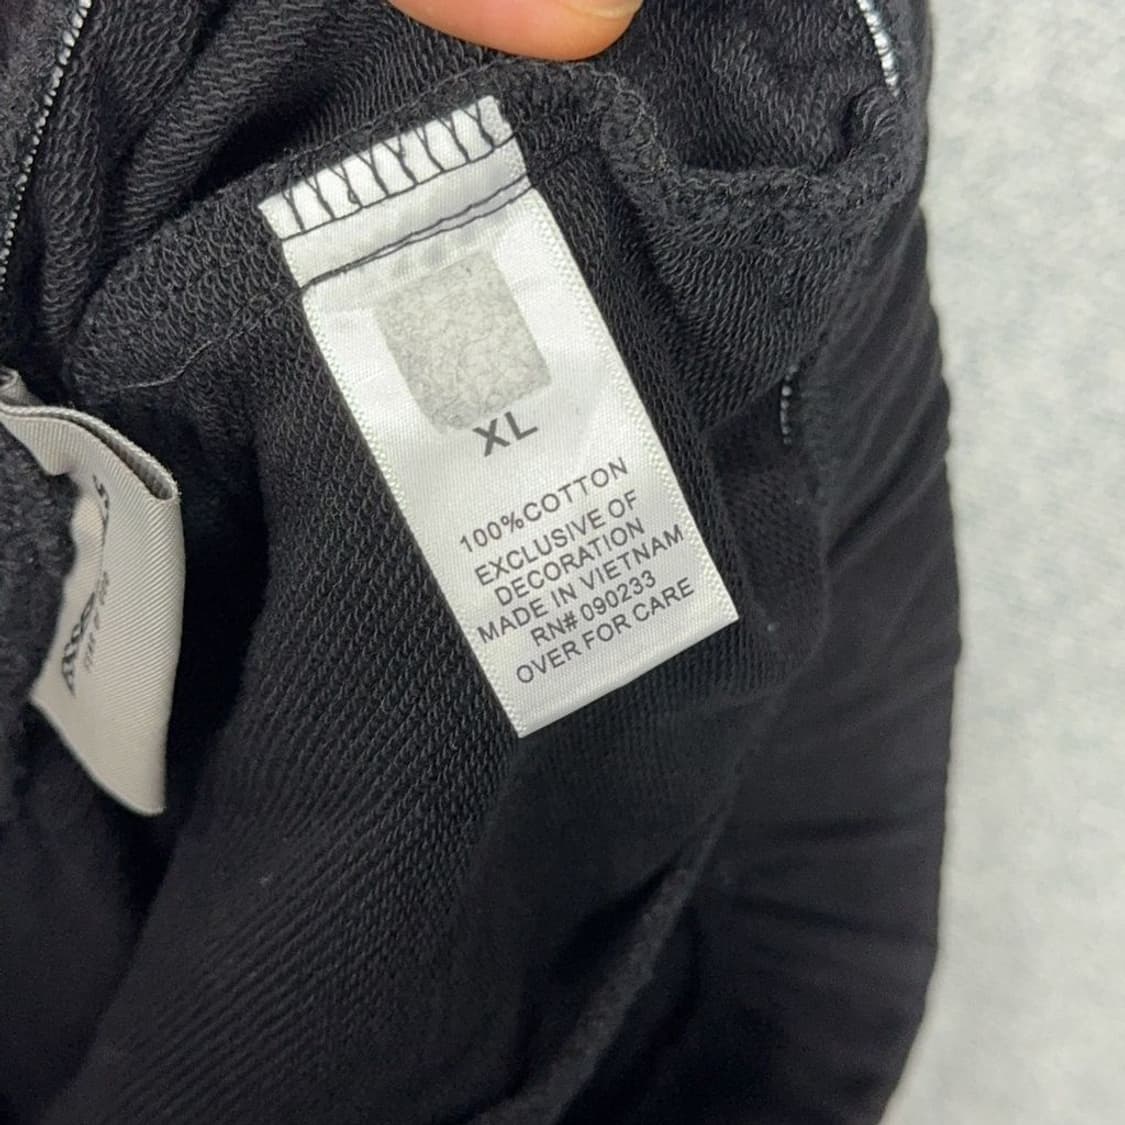 XL
100%COTTON
EXCLUSIVE OF
DECORATION
MADE IN VIETNAM
RN# 090233
OVER FOR CARE